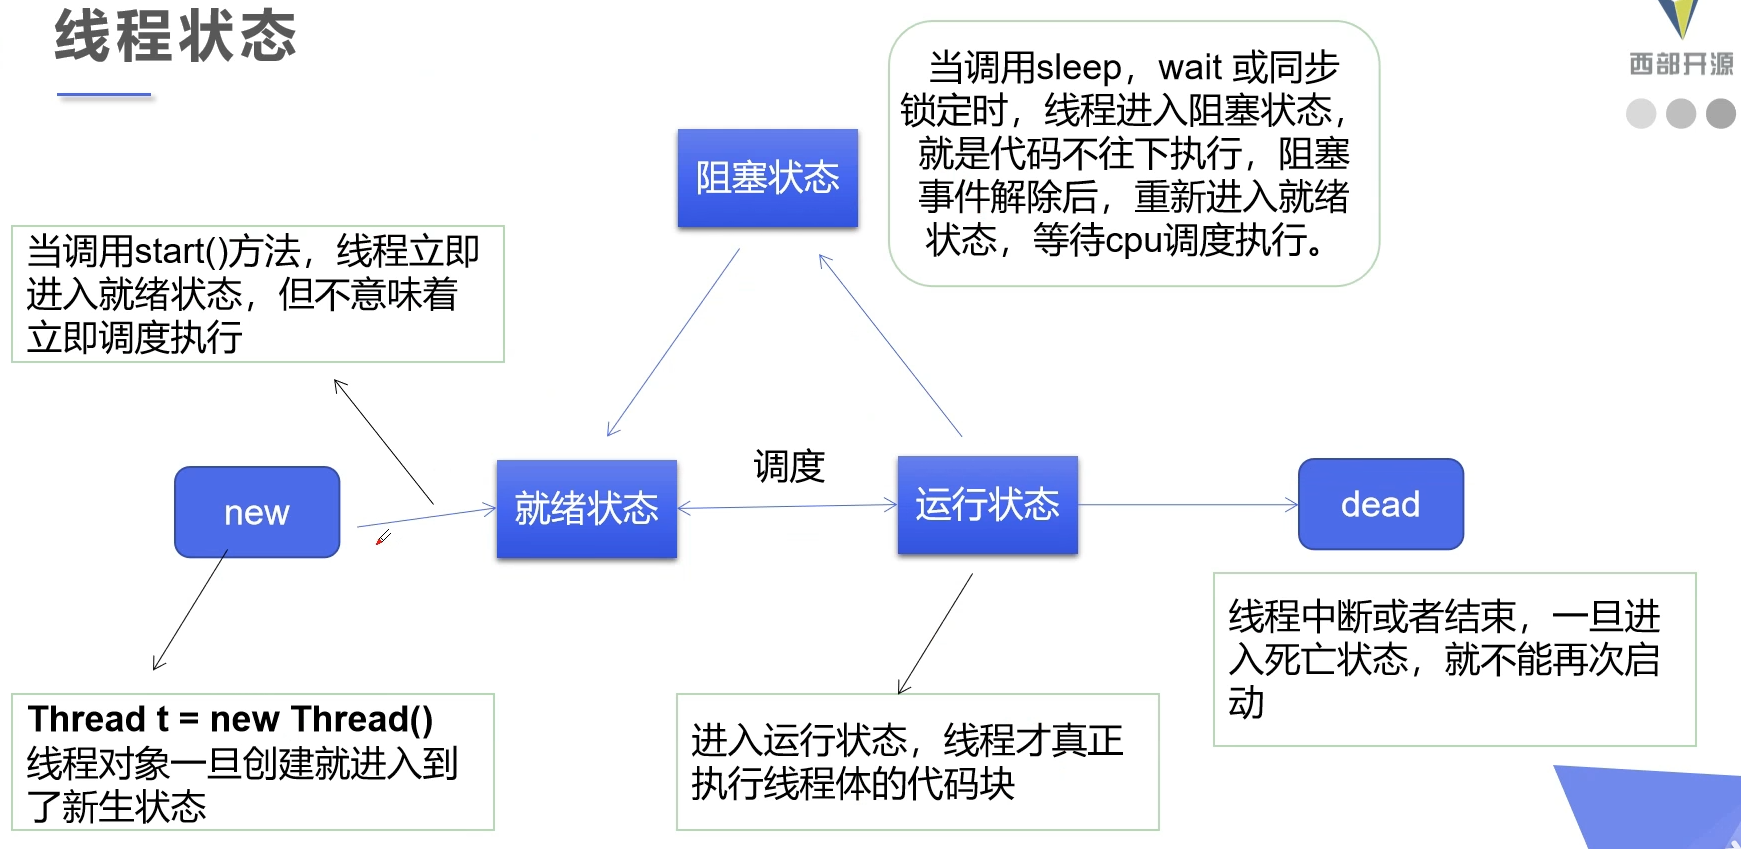 线程状态
西部开源
当调用sleep，wait 或同步
锁定时，线程进入阻塞状态，
就是代码不往下执行，阻塞
事件解除后，重新进入就绪
状态，等待cpu调度执行。
阻塞状态
当调用start()方法，线程立即
进入就绪状态，但不意味着
立即调度执行
调度
new
就绪状态
运行状态
dead
线程中断或者结束，一旦进
入死亡状态，就不能再次启
动
Thread t = new Thread()
线程对象一旦创建就进入到
了新生状态
进入运行状态，线程才真正
执行线程体的代码块